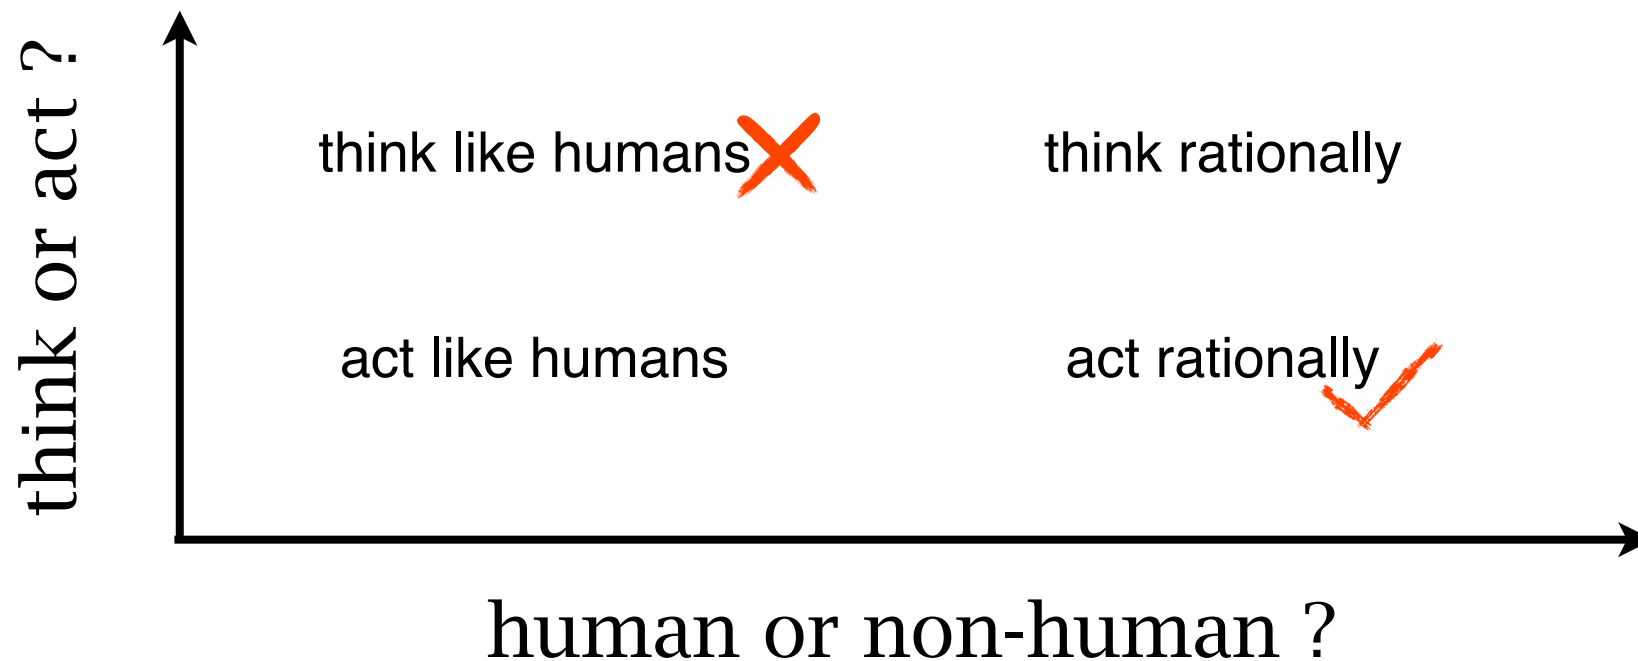 think or act ?
think like humans
think rationally
act like humans
act rationally
human or non-human ?